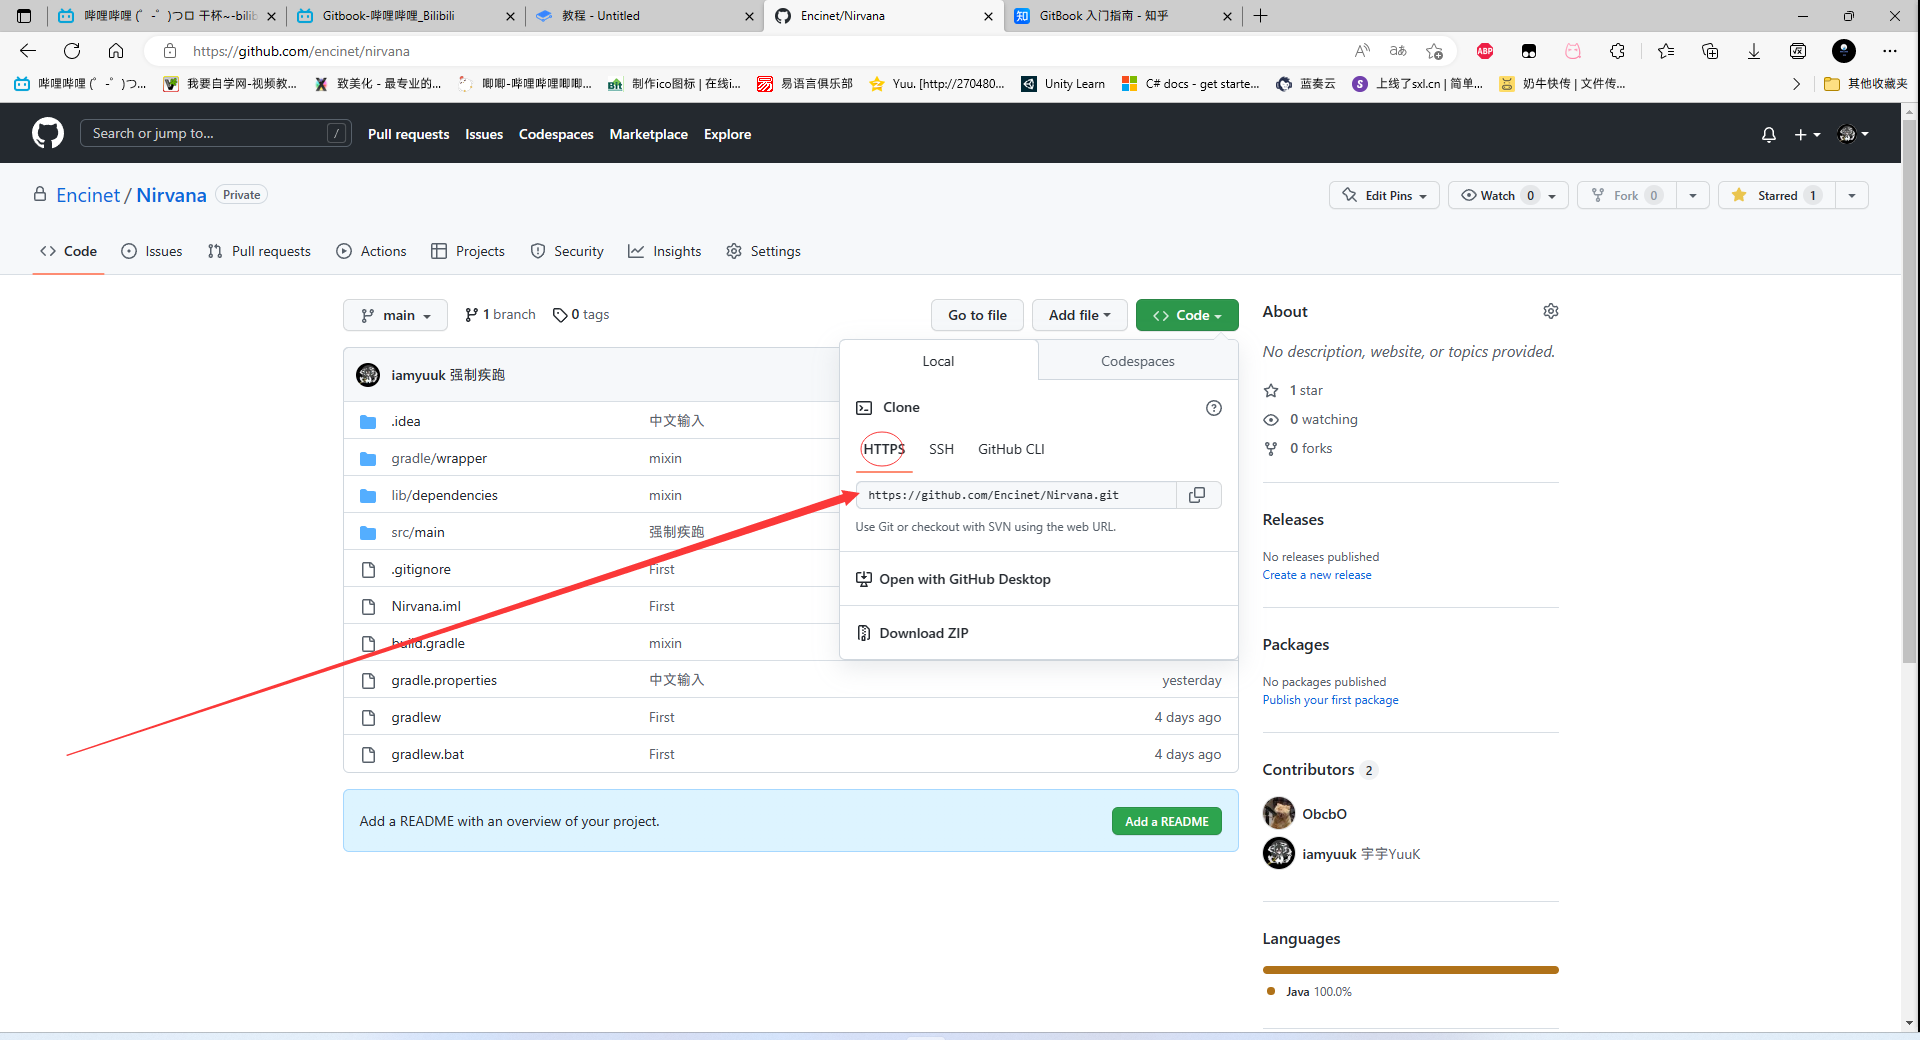 哔哩哔哩 (゜-゜)つロ 干杯~-bilib
Gitbook-哔哩哔哩_Bilibili
教程 - Untitled
Encinet/Nirvana
GitBook 入门指南 - 知乎
https://github.com/encinet/nirvana
哔哩哔哩 (゜-゜)つ...
我要自学网-视频教...
致美化 - 最专业的...
唧唧-哔哩哔哩唧唧...
制作ico图标 | 在线i...
易语言俱乐部
Yuu. [http://270480...
Unity Learn
C# docs - get starte...
蓝奏云
上线了sxl.cn | 简单...
奶牛快传 | 文件传...
其他收藏夹
Search or jump to...
/
Pull requests
Issues
Codespaces
Marketplace
Explore
Encinet / Nirvana
Private
Edit Pins
Watch 0
Fork 0
Starred 1
Code
Issues
Pull requests
Actions
Projects
Security
Insights
Settings
main
1 branch
0 tags
Go to file
Add file
Code
iamyuuk 强制疾跑
.idea 中文输入
gradle/wrapper mixin
lib/dependencies mixin
src/main 强制疾跑
.gitignore First
Nirvana.iml First
build.gradle mixin
gradle.properties 中文输入 yesterday
gradlew First 4 days ago
gradlew.bat First 4 days ago
Local
Codespaces
Clone
HTTPS
SSH
GitHub CLI
https://github.com/Encinet/Nirvana.git
Use Git or checkout with SVN using the web URL.
Open with GitHub Desktop
Download ZIP
Add a README with an overview of your project.
Add a README
About
No description, website, or topics provided.
1 star
0 watching
0 forks
Releases
No releases published
Create a new release
Packages
No packages published
Publish your first package
Contributors 2
ObcbO
iamyuuk 宇宇YuuK
Languages
Java 100.0%